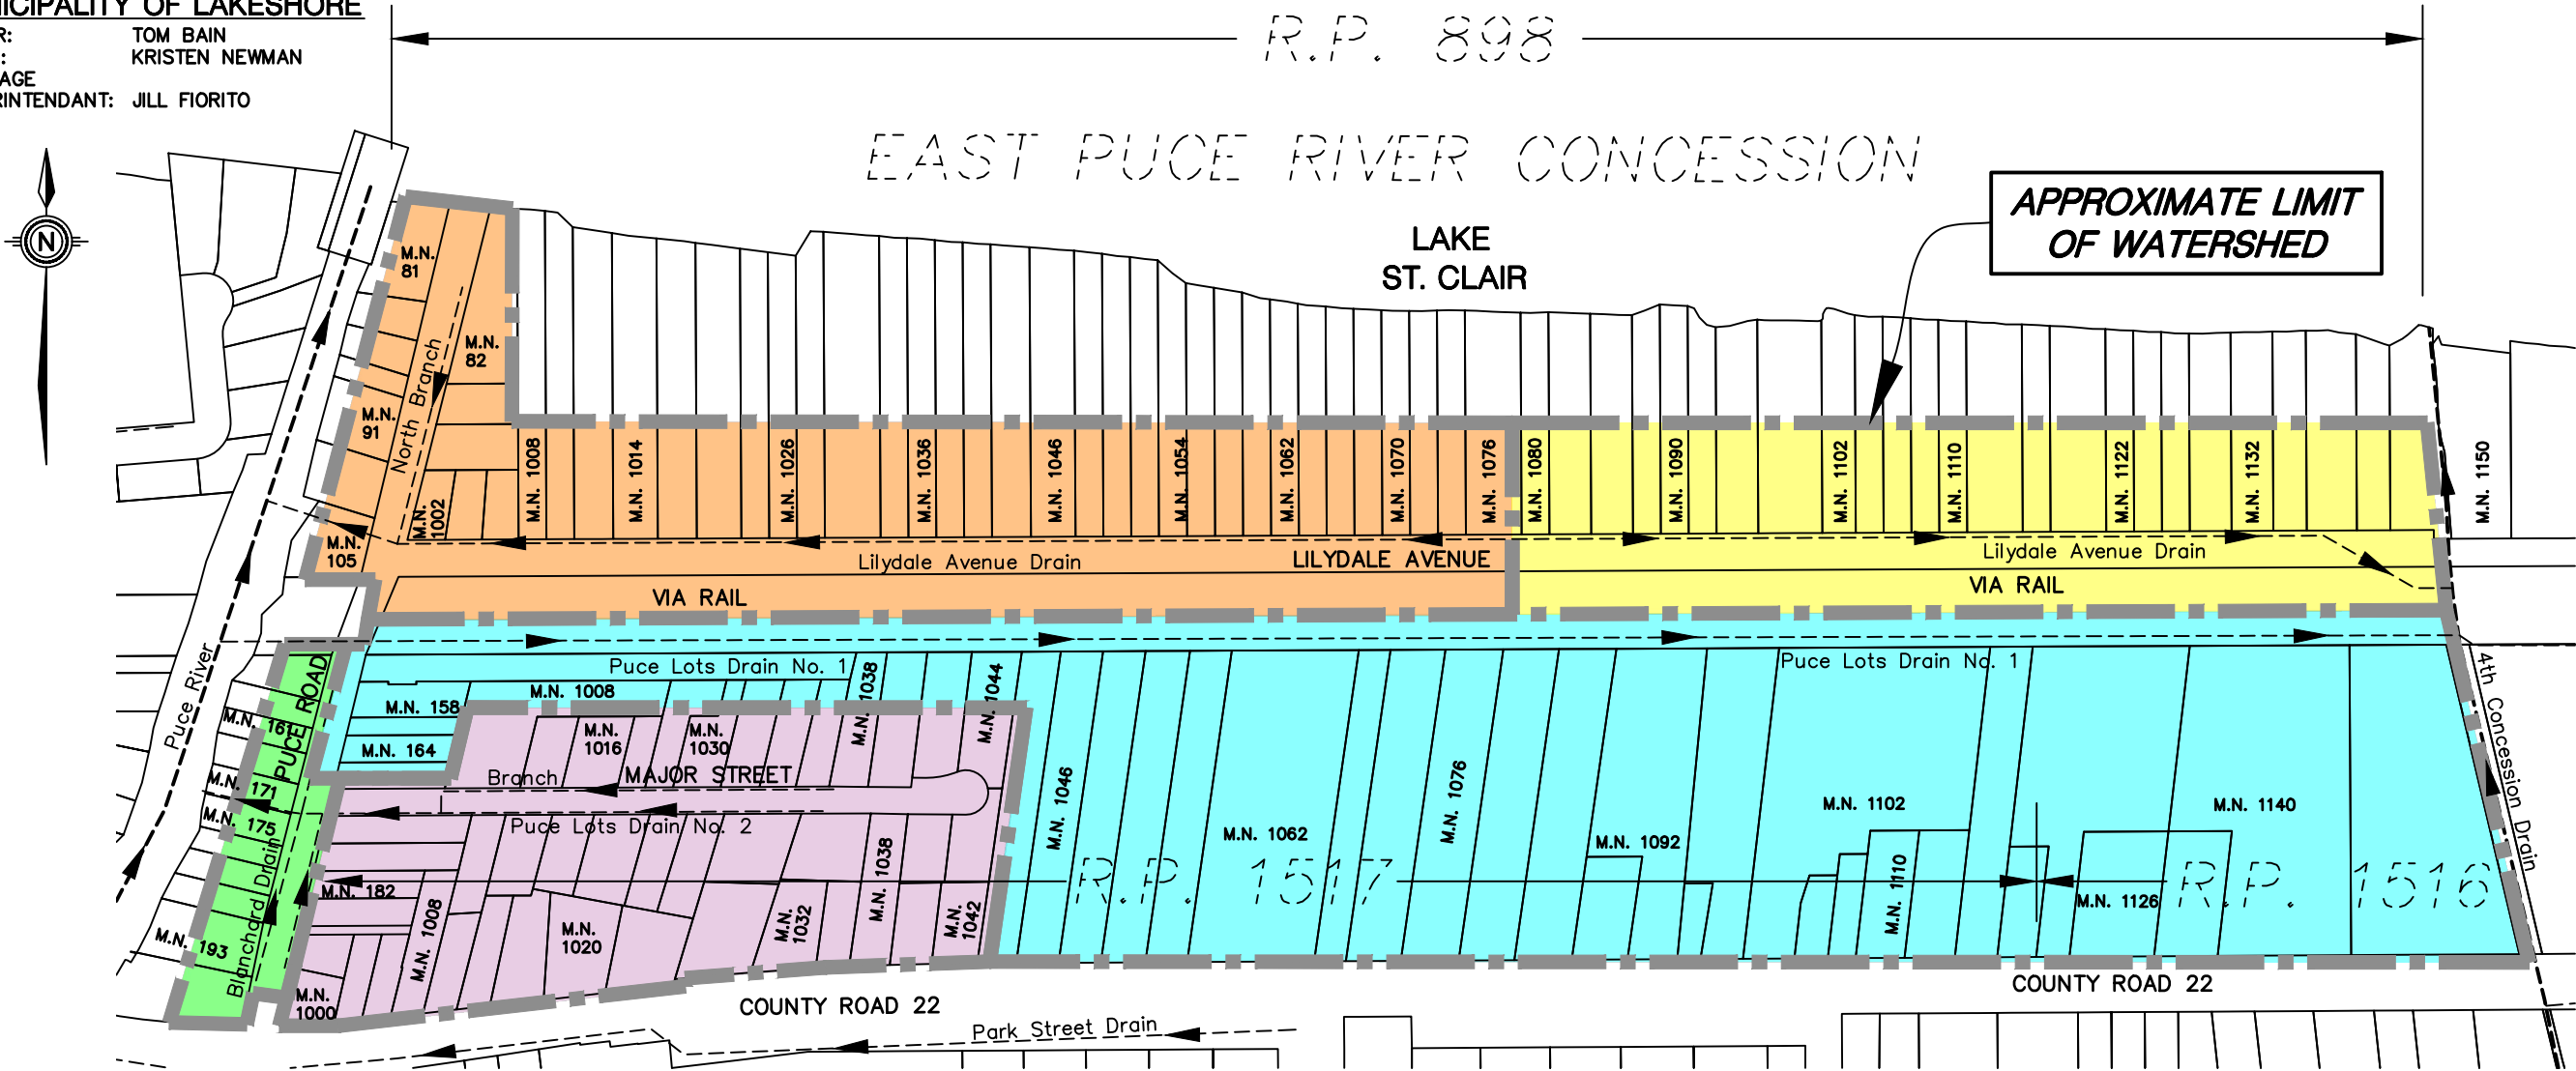 NICIPALITY OF LAKESHORE
R: TOM BAIN
: KRISTEN NEWMAN
AGE
RINTENDANT: JILL FIORITO
R.P. 898
EAST PUCE RIVER CONCESSION
LAKE
ST. CLAIR
APPROXIMATE LIMIT
OF WATERSHED
N
M.N.
81
M.N.
82
North Branch
M.N.
91
M.N.
1002
M.N.
105
M.N. 1008
M.N. 1014
M.N. 1026
M.N. 1036
M.N. 1046
M.N. 1054
M.N. 1062
M.N. 1070
M.N. 1076
M.N. 1080
M.N. 1090
M.N. 1102
M.N. 1110
M.N. 1122
M.N. 1132
M.N. 1150
Lilydale Avenue Drain
LILYDALE AVENUE
Lilydale Avenue Drain
VIA RAIL
VIA RAIL
Puce River
PUCE ROAD
Puce Lots Drain No. 1
Puce Lots Drain No. 1
M.N. 1008
M.N. 1038
M.N. 1044
M.N. 158
M.N. 164
M.N. 161
M.N. 171
M.N. 175
M.N. 193
Blanchard Drain
M.N.
1016
M.N.
1030
Branch
MAJOR STREET
Puce Lots Drain No. 2
M.N. 182
M.N. 1008
M.N.
1000
M.N.
1020
M.N.
1032
M.N. 1038
M.N.
1042
M.N. 1046
M.N. 1062
M.N. 1076
M.N. 1092
M.N. 1102
M.N. 1110
M.N. 1126
M.N. 1140
R.P. 1517
R.P. 1516
4th Concession Drain
COUNTY ROAD 22
COUNTY ROAD 22
Park Street Drain